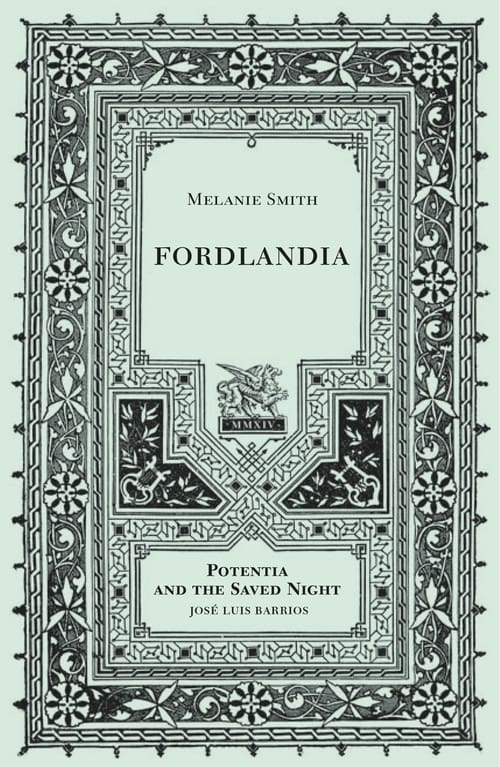 Melanie Smith
FORDLANDIA
MMXIV
Potentia
and the Saved Night
José Luis Barrios